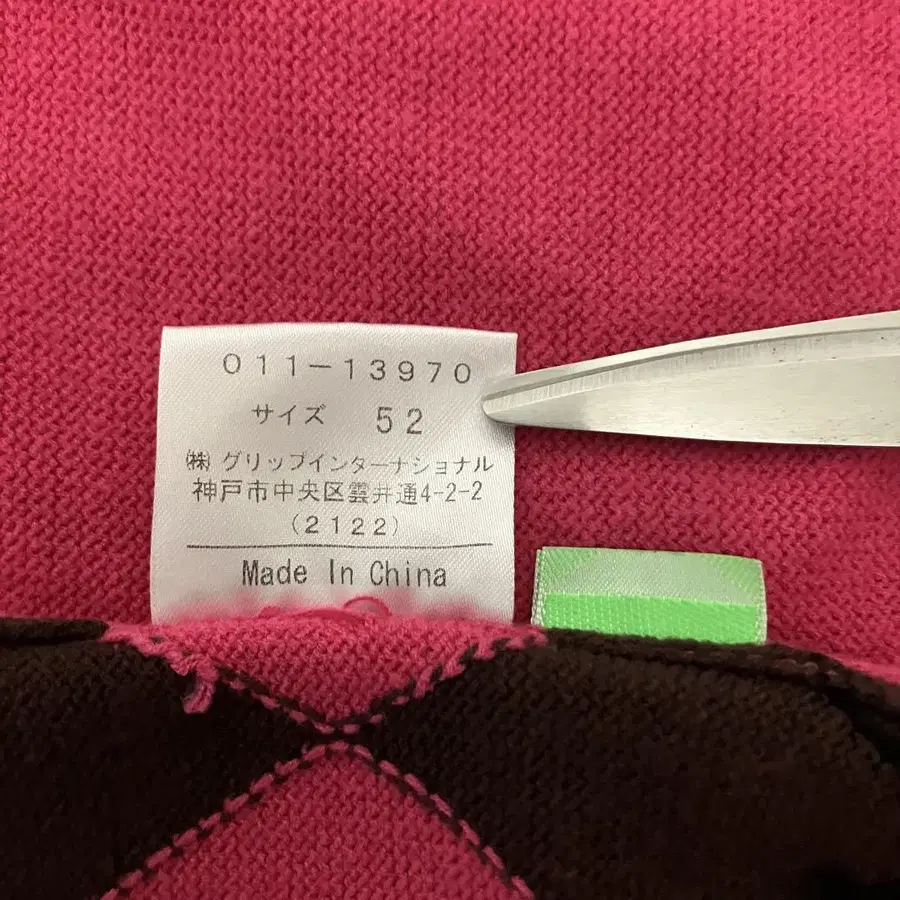 011-13970
サイズ 52
㈱グリップインターナショナル
神戸市中央区雲井通4-2-2
(2122)
Made In China